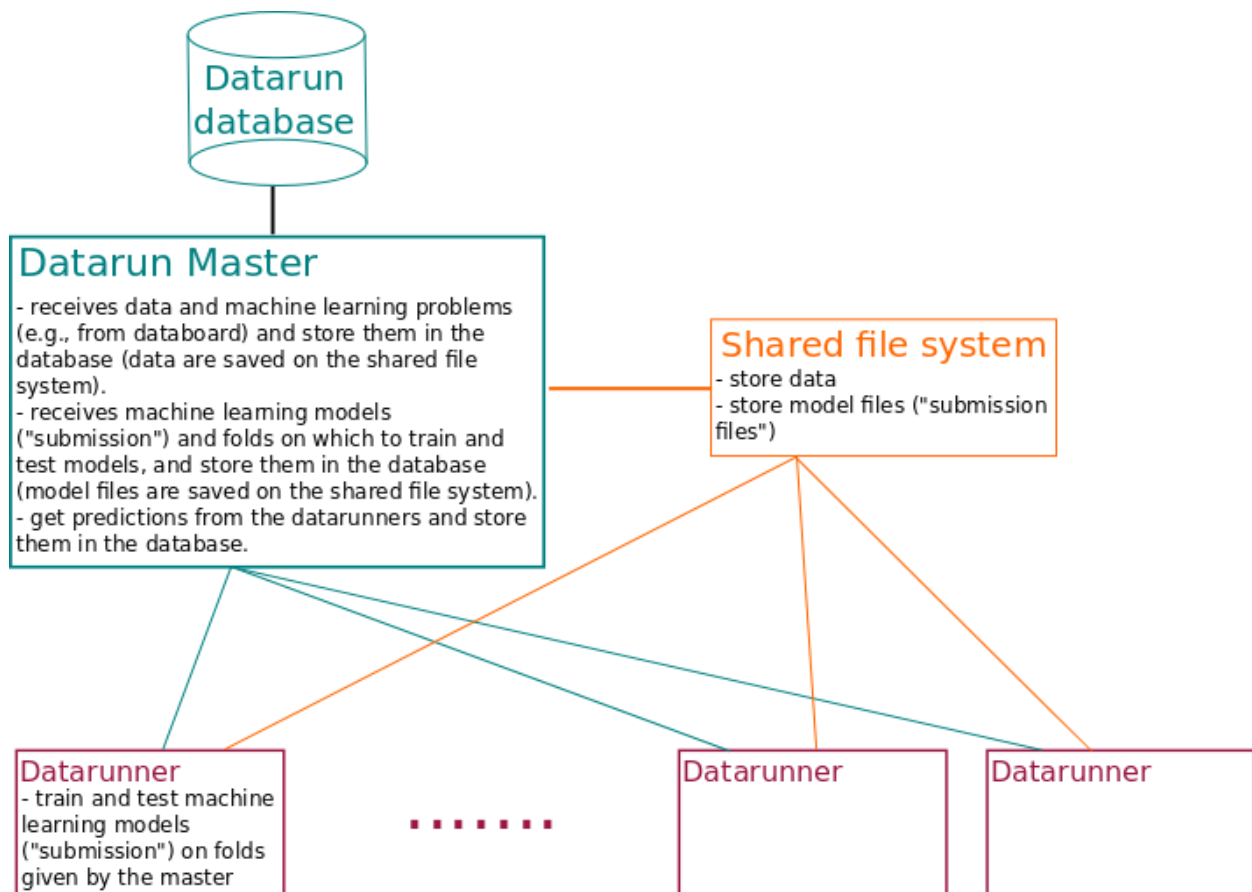 Datarun
database
Datarun Master
- receives data and machine learning problems
(e.g., from databoard) and store them in the
database (data are saved on the shared file
system).
- receives machine learning models
("submission") and folds on which to train and
test models, and store them in the database
(model files are saved on the shared file system).
- get predictions from the datarunners and store
them in the database.
Shared file system
- store data
- store model files ("submission
files")
Datarunner
- train and test machine
learning models
("submission") on folds
given by the master
.......
Datarunner
Datarunner